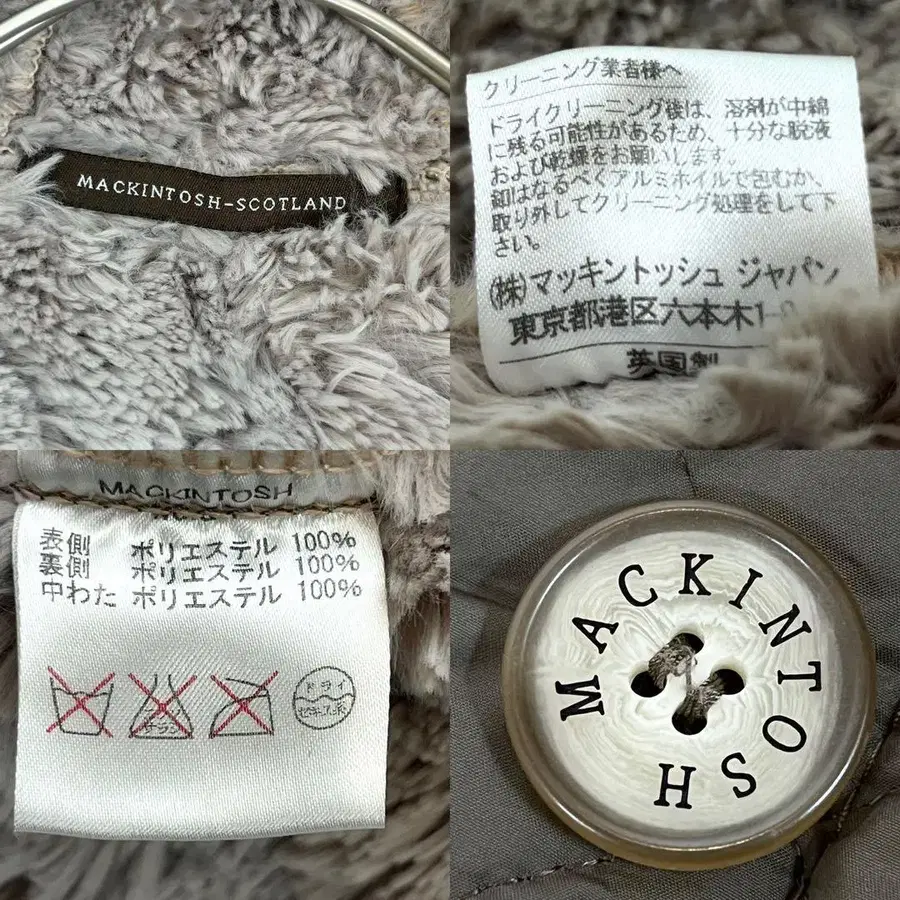 MACKINTOSH-SCOTLAND
クリーニング業者様へ
ドライクリーニング後は、溶剤が中綿
に残る可能性があるため、十分な脱液
および乾燥をお願いします。
釦はなるべくアルミホイルで包むか、
取り外してクリーニング処理をして下
さい。
(株)マッキントッシュ ジャパン
東京都港区六本木1-
英国製
MACKINTOSH
表側 ポリエステル 100%
裏側 ポリエステル 100%
中わた ポリエステル 100%
ドライ
セキユ系
MACKINTOSH